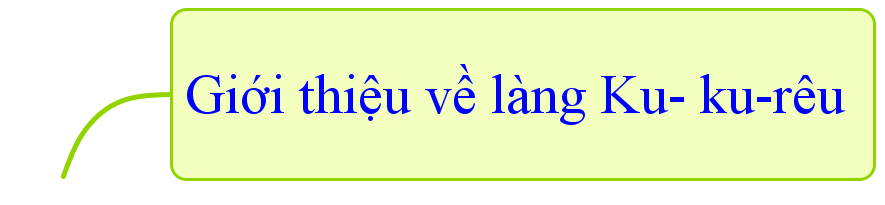 Giới thiệu về làng Ku- ku-rêu